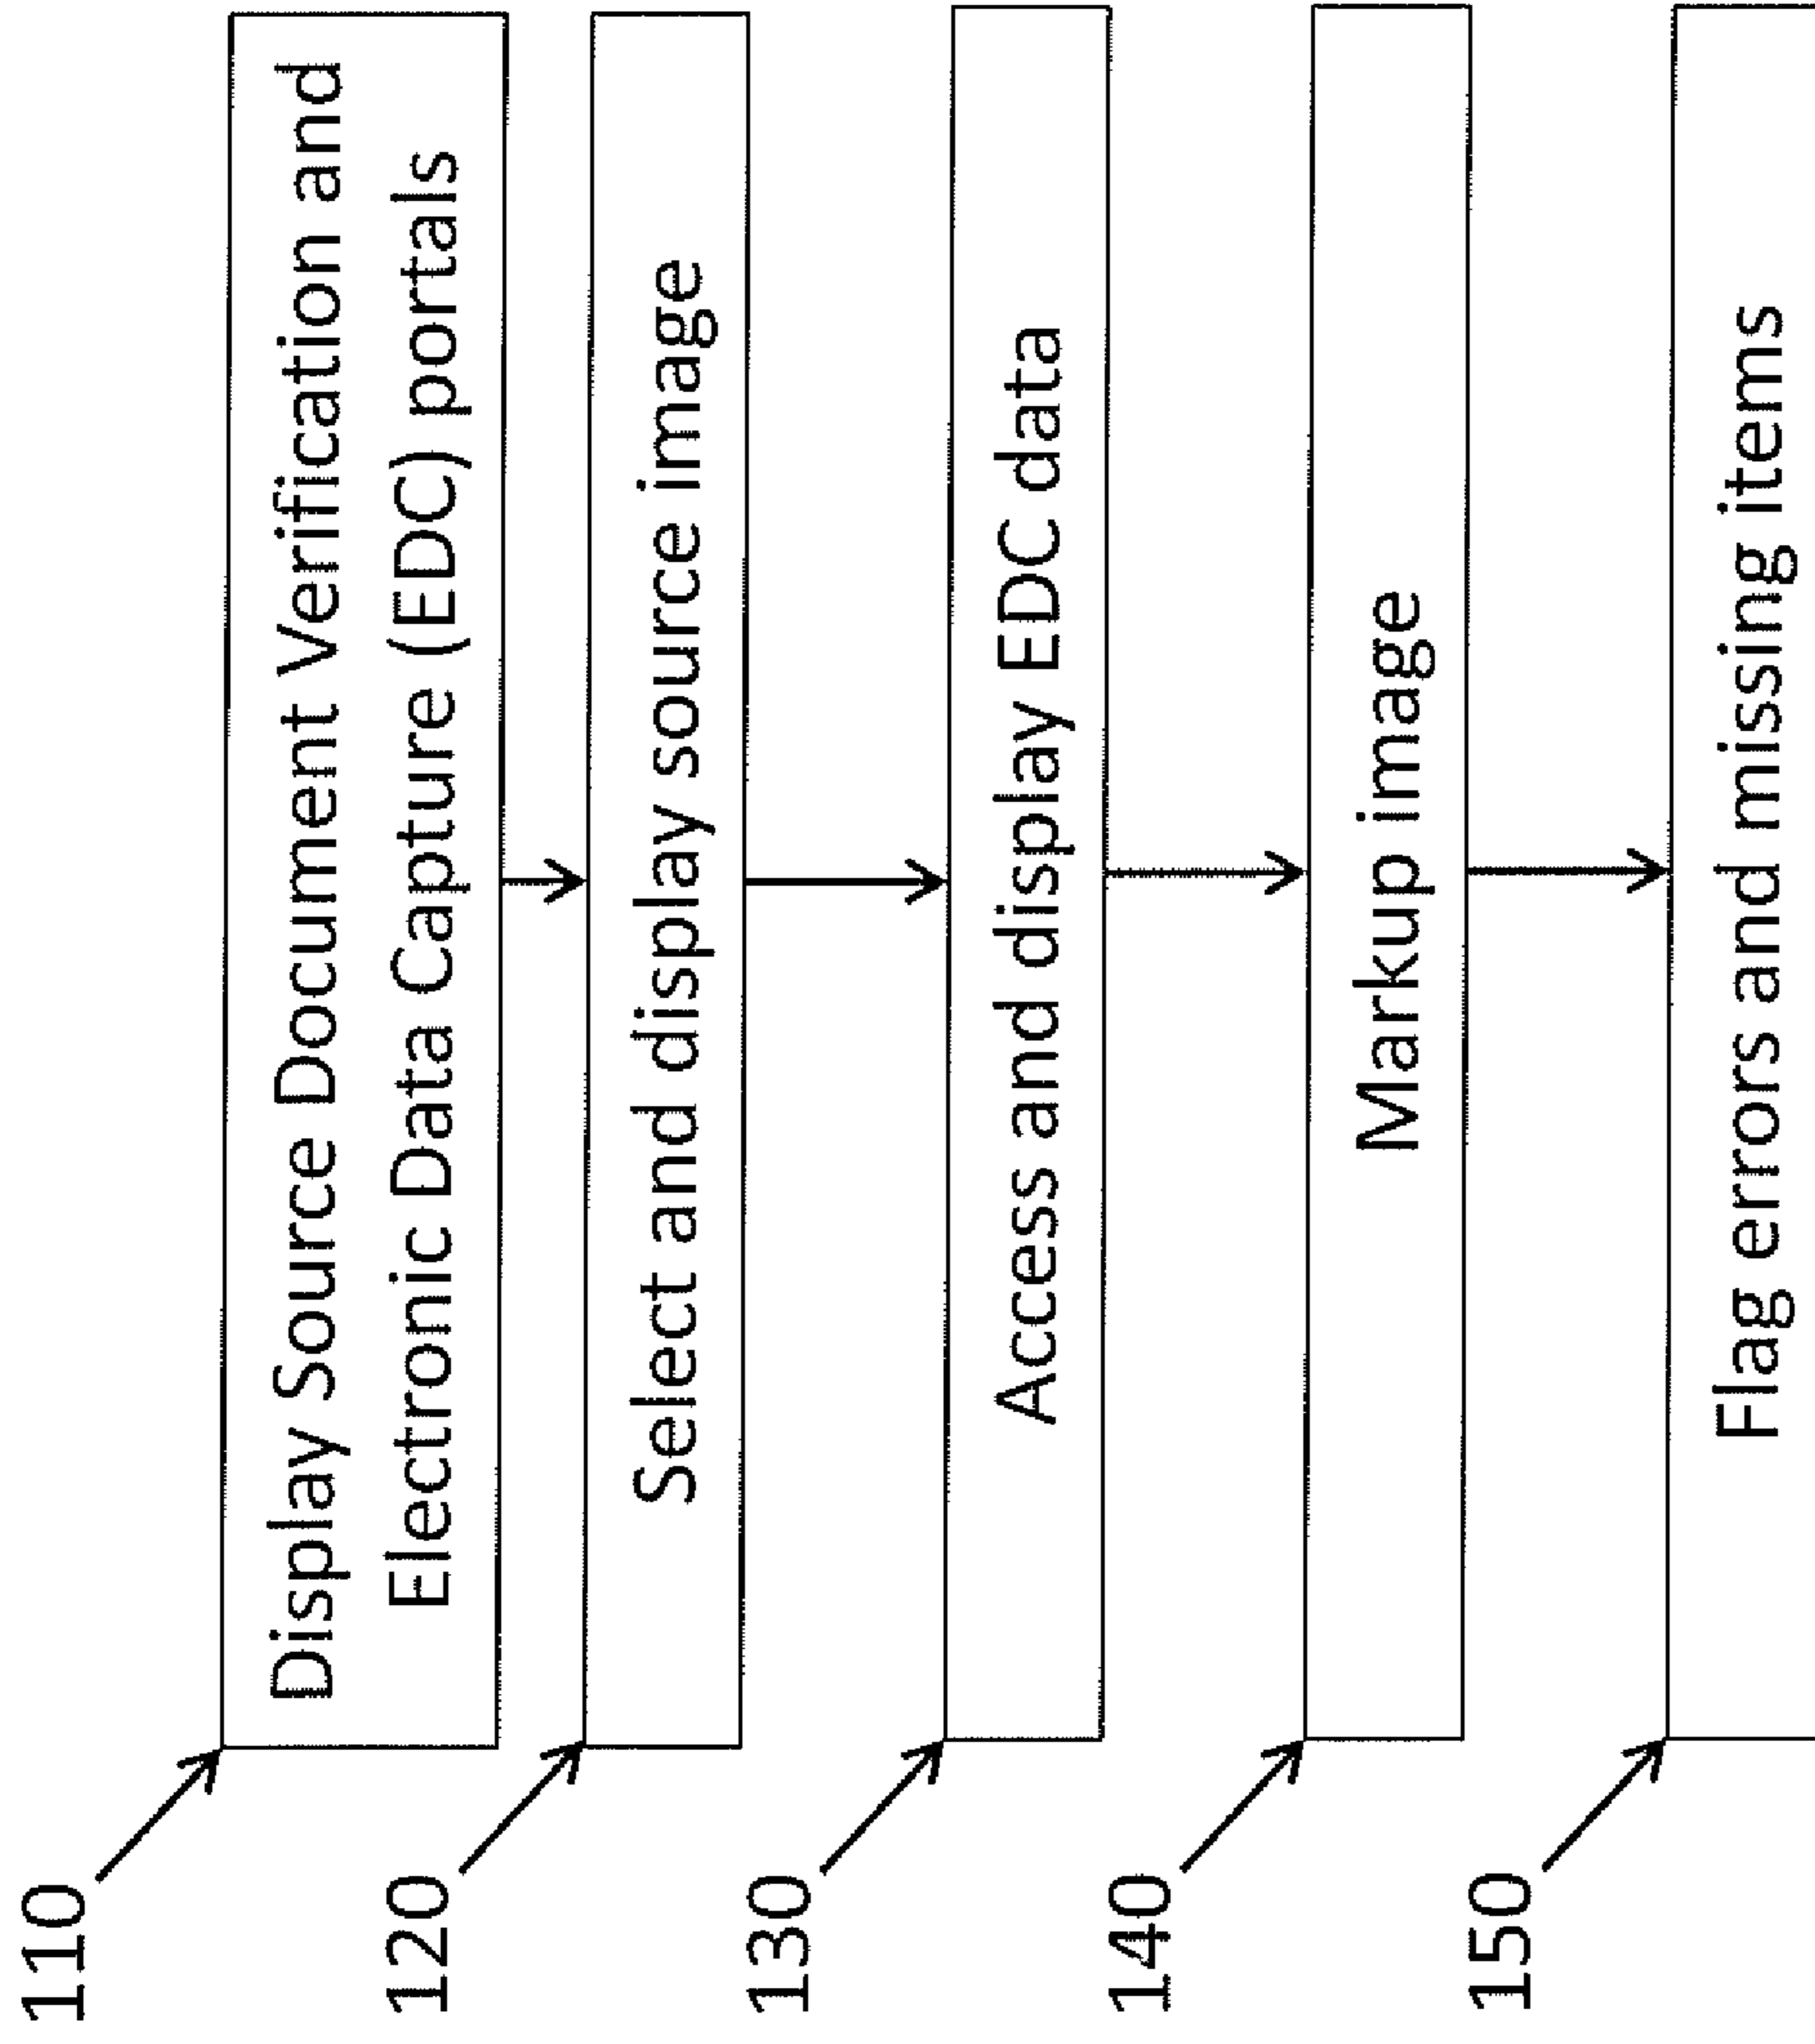 110
Display Source Document Verification and
Electronic Data Capture (EDC) portals
120
Select and display source image
130
Access and display EDC data
140
Markup image
150
Flag errors and missing items